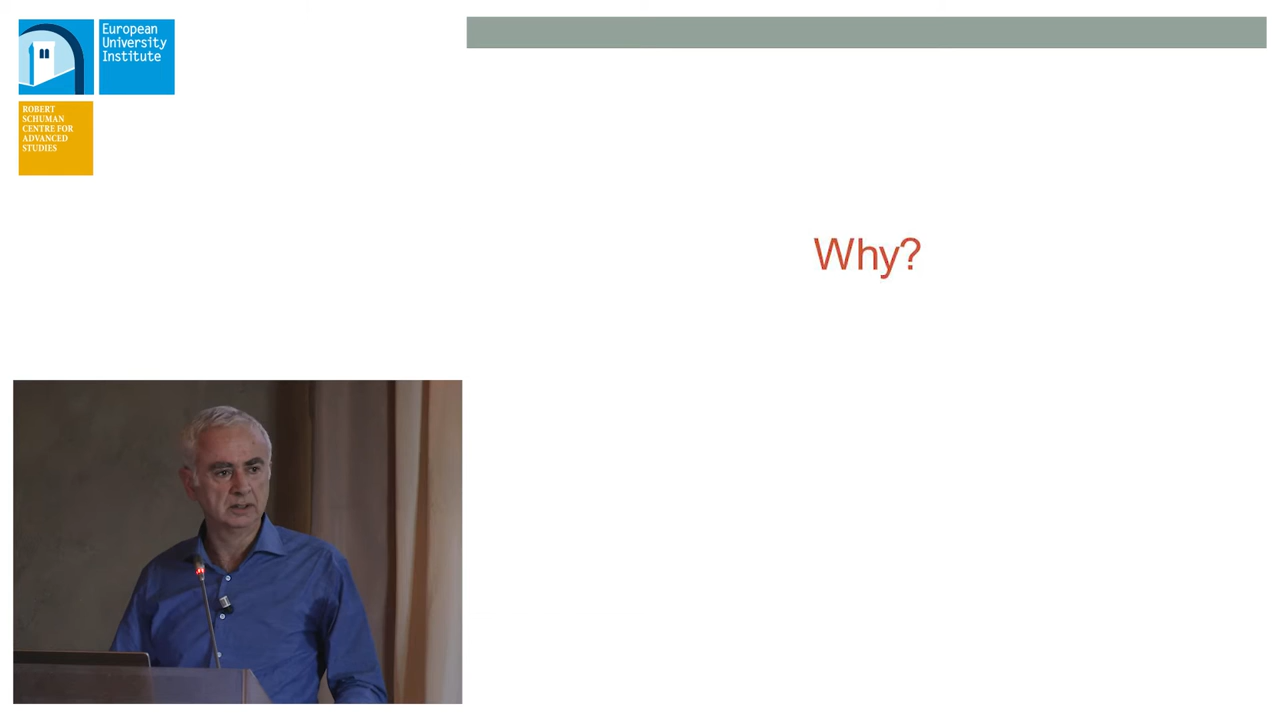 European
University
Institute
ROBERT
SCHUMAN
CENTRE FOR
ADVANCED
STUDIES
Why?